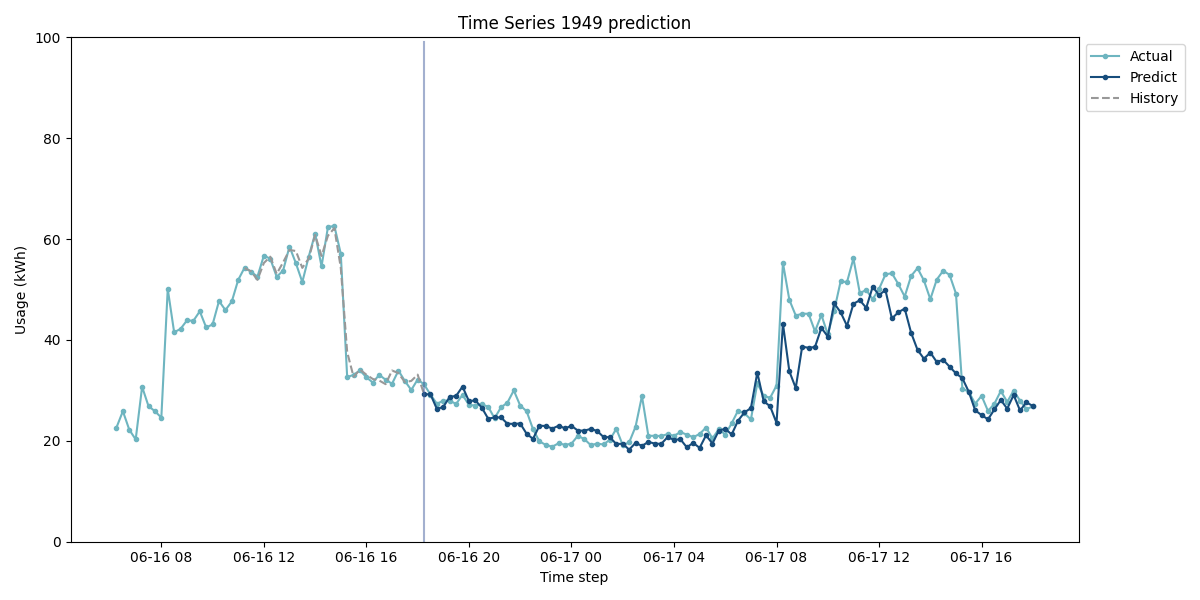 Time Series 1949 prediction
Usage (kWh)
100
80
60
40
20
0
06-16 08
06-16 12
06-16 16
06-16 20
06-17 00
06-17 04
06-17 08
06-17 12
06-17 16
Time step
Actual
Predict
History